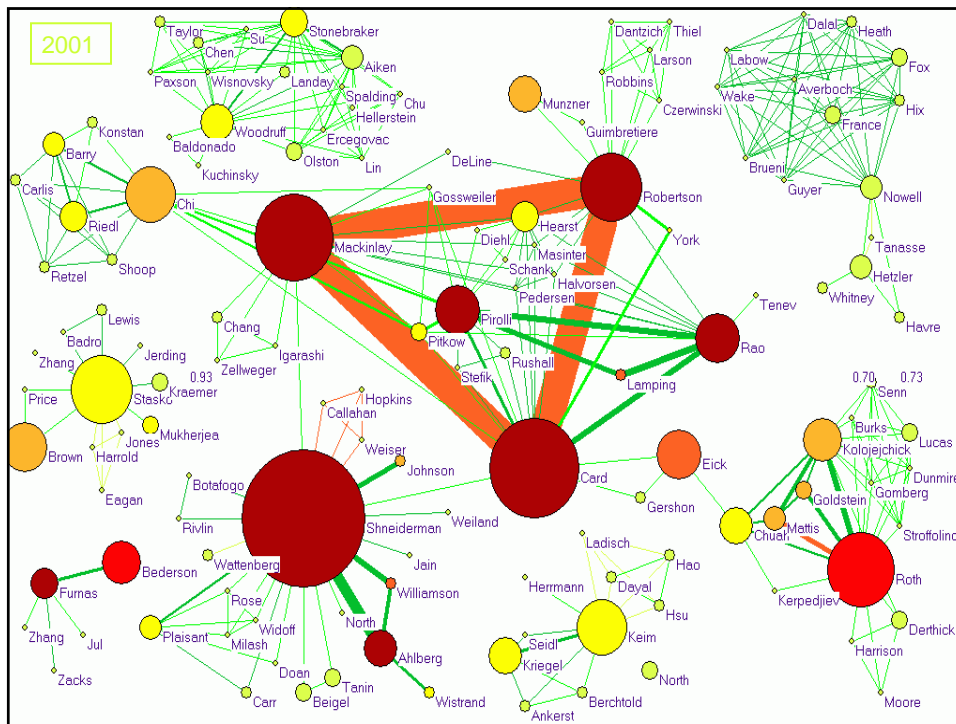 2001
Taylor
Su
Stonebraker
Chen
Aiken
Paxson
Wisnovsky
Landay
Spalding
Chu
Hellerstein
Woodruff
Ercegovac
Baldonado
Olston
Lin
Kuchinsky
Dantzich
Thiel
Larson
Robbins
Munzner
Czerwinski
Guimbretiere
Dalal
Heath
Labow
Fox
Wake
Averboch
Hix
France
Brueni
Guyer
Nowell
Tanasse
Hetzler
Whitney
Havre
Konstan
Barry
Carlis
Chi
Riedl
Retzel
Shoop
DeLine
Gossweiler
Robertson
Mackinlay
Diehl
Hearst
York
Masinter
Schank
Halvorsen
Pedersen
Tenev
Pirolli
Chang
Pitkow
Rao
Igarashi
Rushall
Zellweger
Stefik
Lamping
Lewis
Badro
Zhang
Jerding
0.93
Kraemer
Stasko
Price
Mukherjea
Jones
Brown
Harrold
Eagan
Hopkins
Callahan
Weiser
Johnson
Card
Eick
Botafogo
Shneiderman
Weiland
Gershon
Rivlin
0.70
0.73
Senn
Burks
Lucas
Kolojejchick
Dunmire
Goldstein
Gomberg
Mattis
Chuah
Stroffolino
Roth
Kerpedjiev
Derthick
Harrison
Moore
Wattenberg
Jain
Bederson
Furnas
Williamson
Rose
North
Zhang
Jul
Plaisant
Widoff
Milash
Ahlberg
Zacks
Doan
Tanin
Carr
Beigel
Wistrand
Ladisch
Hao
Herrmann
Dayal
Hsu
Seidl
Keim
Kriegel
North
Berchtold
Ankerst